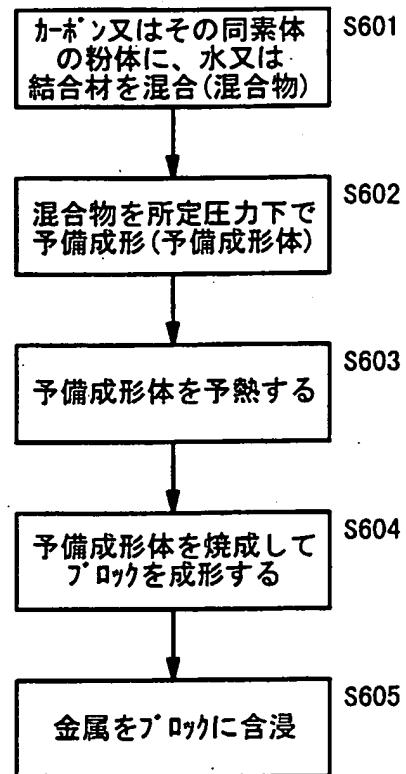 カーボン又はその同素体
の粉体に、水又は
結合材を混合(混合物)
S601
混合物を所定圧力下で
予備成形(予備成形体)
S602
予備成形体を予熱する
S603
予備成形体を焼成して
ブロックを成形する
S604
金属をブロックに含浸
S605